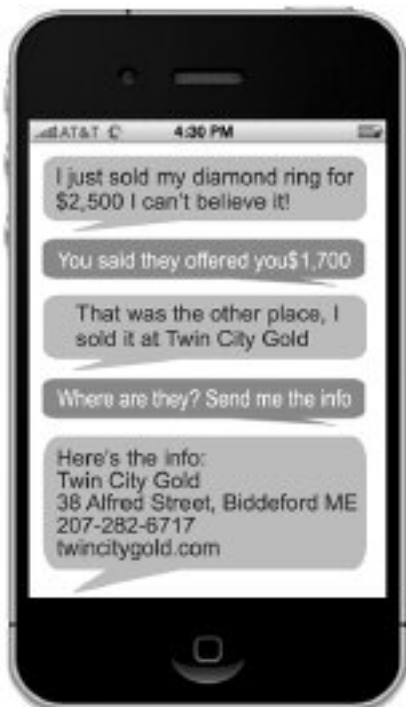 AT&T 4:30 PM
I just sold my diamond ring for
$2,500 I can't believe it!
You said they offered you$1,700
That was the other place, I
sold it at Twin City Gold
Where are they? Send me the info
Here's the info:
Twin City Gold
38 Alfred Street, Biddeford ME
207-282-6717
twincitygold.com